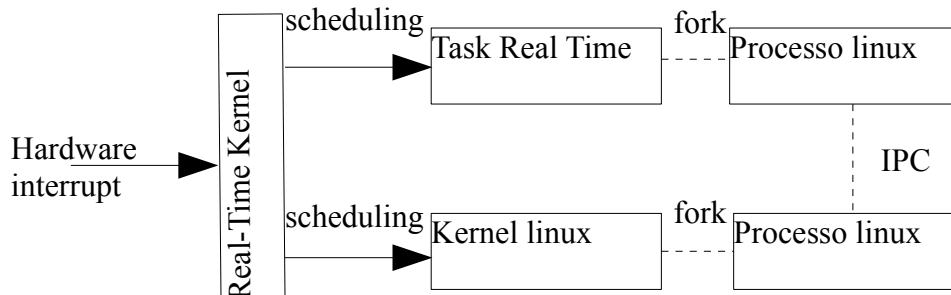 scheduling
fork
Task Real Time
Processo linux
Real-Time Kernel
Hardware
interrupt
IPC
scheduling
fork
Kernel linux
Processo linux